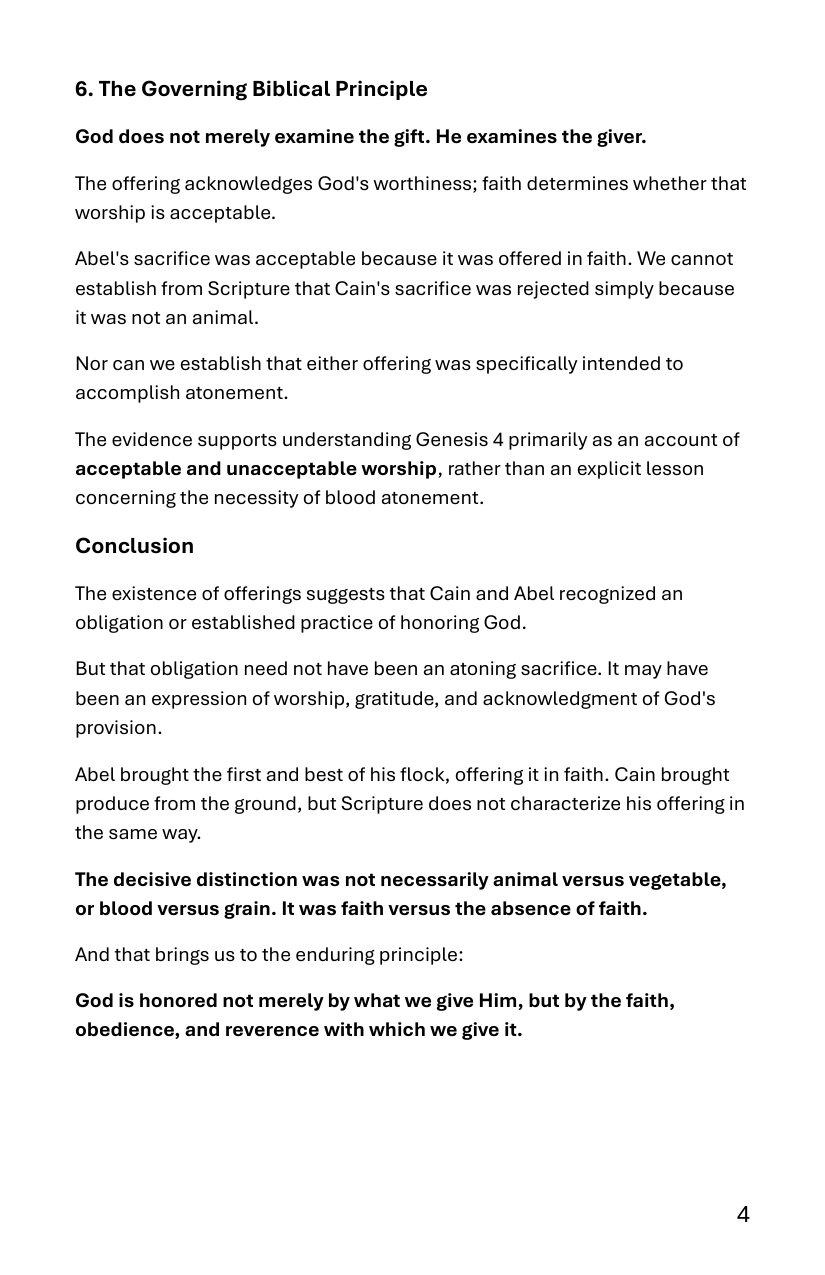 6. The Governing Biblical Principle
God does not merely examine the gift. He examines the giver.
The offering acknowledges God's worthiness; faith determines whether that
worship is acceptable.
Abel's sacrifice was acceptable because it was offered in faith. We cannot
establish from Scripture that Cain's sacrifice was rejected simply because
it was not an animal.
Nor can we establish that either offering was specifically intended to
accomplish atonement.
The evidence supports understanding Genesis 4 primarily as an account of
acceptable and unacceptable worship, rather than an explicit lesson
concerning the necessity of blood atonement.
Conclusion
The existence of offerings suggests that Cain and Abel recognized an
obligation or established practice of honoring God.
But that obligation need not have been an atoning sacrifice. It may have
been an expression of worship, gratitude, and acknowledgment of God's
provision.
Abel brought the first and best of his flock, offering it in faith. Cain brought
produce from the ground, but Scripture does not characterize his offering in
the same way.
The decisive distinction was not necessarily animal versus vegetable,
or blood versus grain. It was faith versus the absence of faith.
And that brings us to the enduring principle:
God is honored not merely by what we give Him, but by the faith,
obedience, and reverence with which we give it.
4